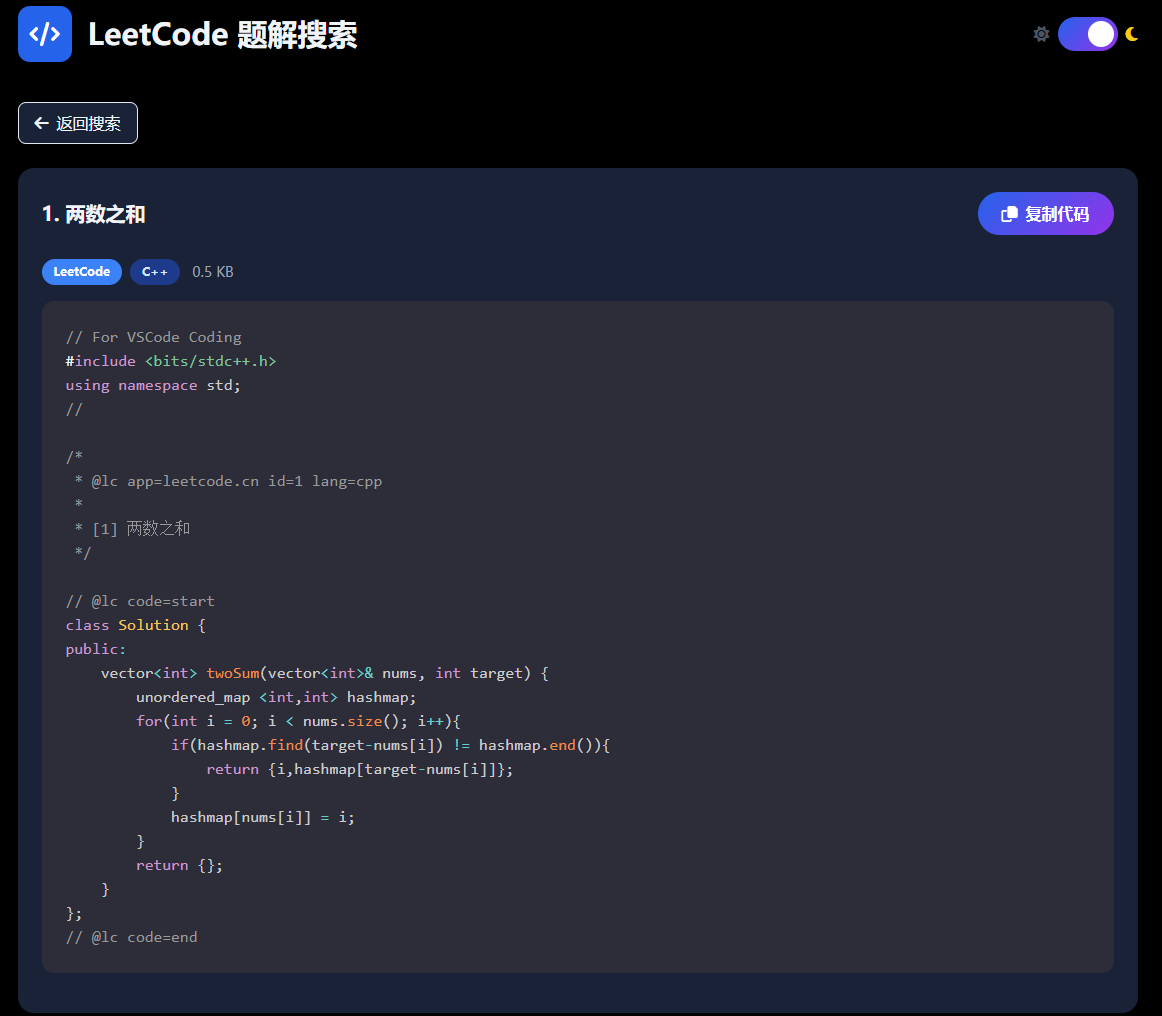 </> LeetCode 题解搜索
返回搜索
1. 两数之和
复制代码
LeetCode C++ 0.5 KB
// For VSCode Coding
#include <bits/stdc++.h>
using namespace std;
//
/*
 * @lc app=leetcode.cn id=1 lang=cpp
 *
 * [1] 两数之和
 */
// @lc code=start
class Solution {
public:
    vector<int> twoSum(vector<int>& nums, int target) {
        unordered_map <int,int> hashmap;
        for(int i = 0; i < nums.size(); i++){
            if(hashmap.find(target-nums[i]) != hashmap.end()){
                return {i,hashmap[target-nums[i]]};
            }
            hashmap[nums[i]] = i;
        }
        return {};
    }
};
// @lc code=end